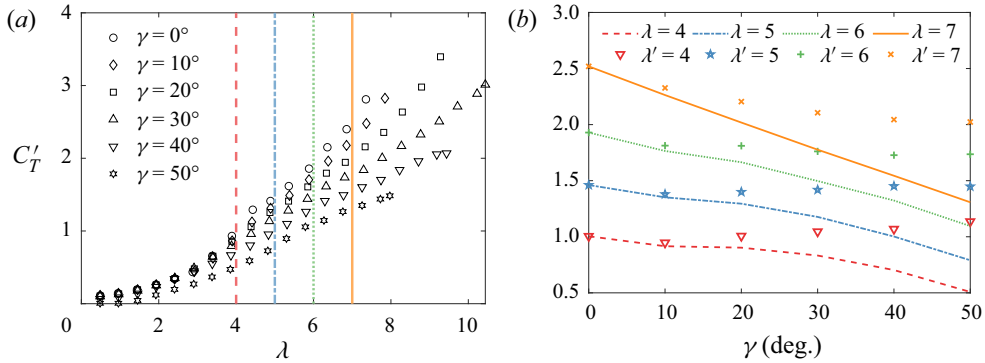 (a)
4
3
2
1
0
2
4
6
8
10
C′T
λ
γ = 0°
γ = 10°
γ = 20°
γ = 30°
γ = 40°
γ = 50°
(b)
3.0
2.5
2.0
1.5
1.0
0.5
0
10
20
30
40
50
γ (deg.)
λ = 4 λ = 5 λ = 6 λ = 7
λ′ = 4 λ′ = 5 λ′ = 6 λ′ = 7